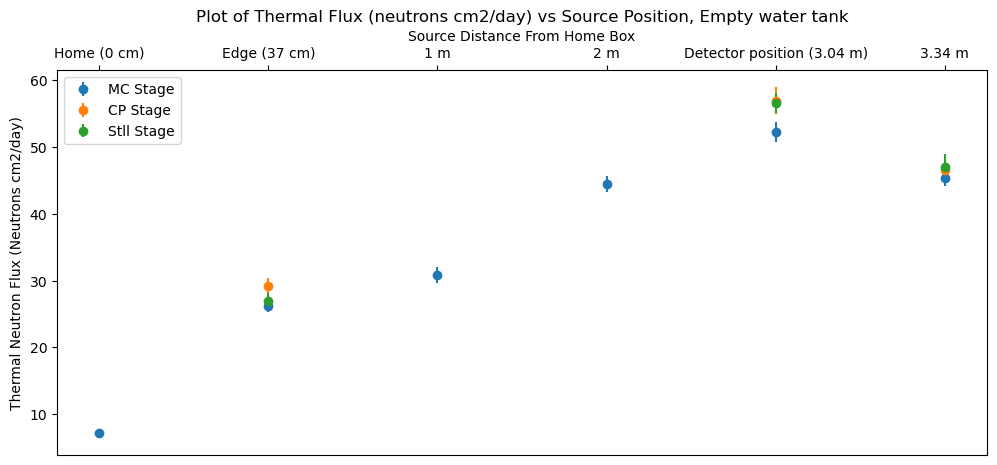 Plot of Thermal Flux (neutrons cm2/day) vs Source Position, Empty water tank
Source Distance From Home Box
Home (0 cm) Edge (37 cm) 1 m 2 m Detector position (3.04 m) 3.34 m
MC Stage
CP Stage
Stll Stage
Thermal Neutron Flux (Neutrons cm2/day)
60
50
40
30
20
10